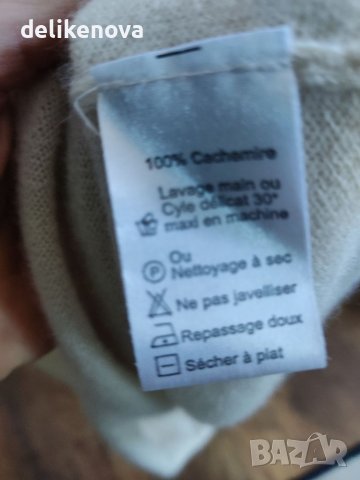 delikenova
100% Cachemire
Lavage main ou
Cyle délicat 30°
maxi en machine
Ou
P
Nettoyage à sec
Ne pas javelliser
Repassage doux
Sécher à plat
BAZAR